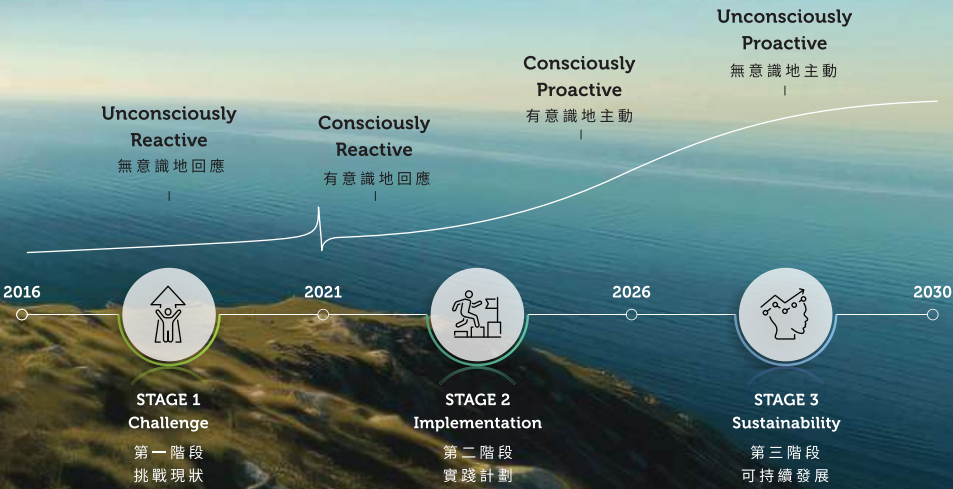 Unconsciously
Reactive
無意識地回應
Consciously
Reactive
有意識地回應
Consciously
Proactive
有意識地主動
Unconsciously
Proactive
無意識地主動
2016
2021
2026
2030
STAGE 1
Challenge
第一階段
挑戰現狀
STAGE 2
Implementation
第二階段
實踐計劃
STAGE 3
Sustainability
第三階段
可持續發展